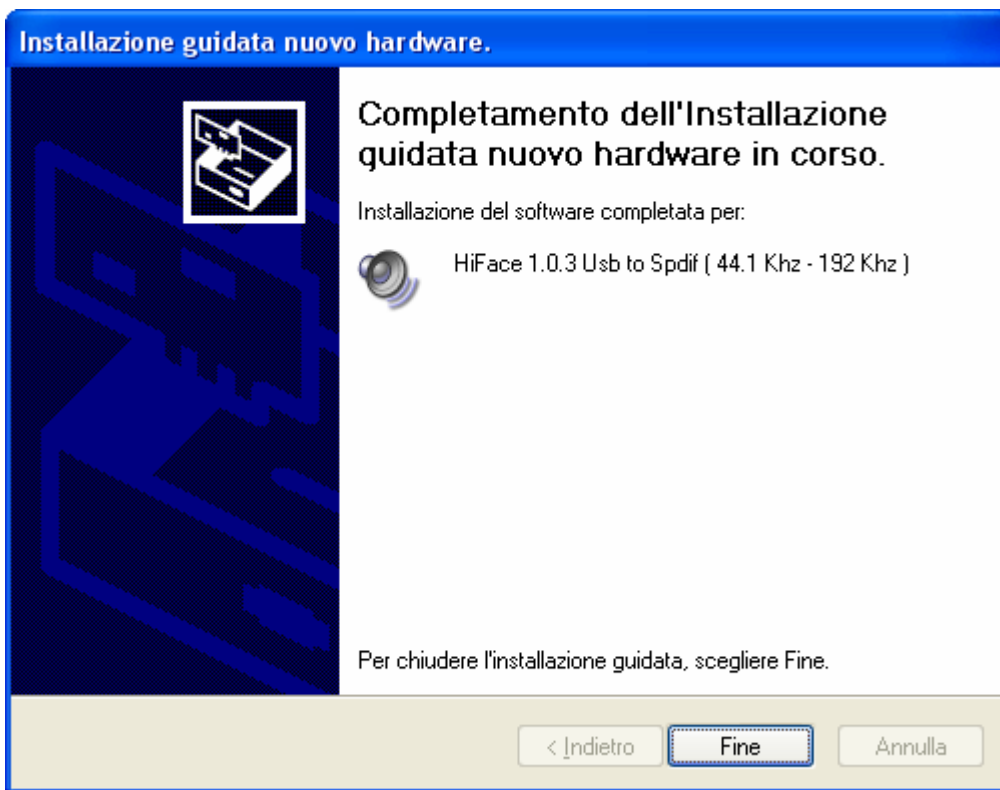 Installazione guidata nuovo hardware.
Completamento dell'Installazione
guidata nuovo hardware in corso.
Installazione del software completata per:
HiFace 1.0.3 Usb to Spdif ( 44.1 Khz - 192 Khz )
Per chiudere l'installazione guidata, scegliere Fine.
< Indietro
Fine
Annulla